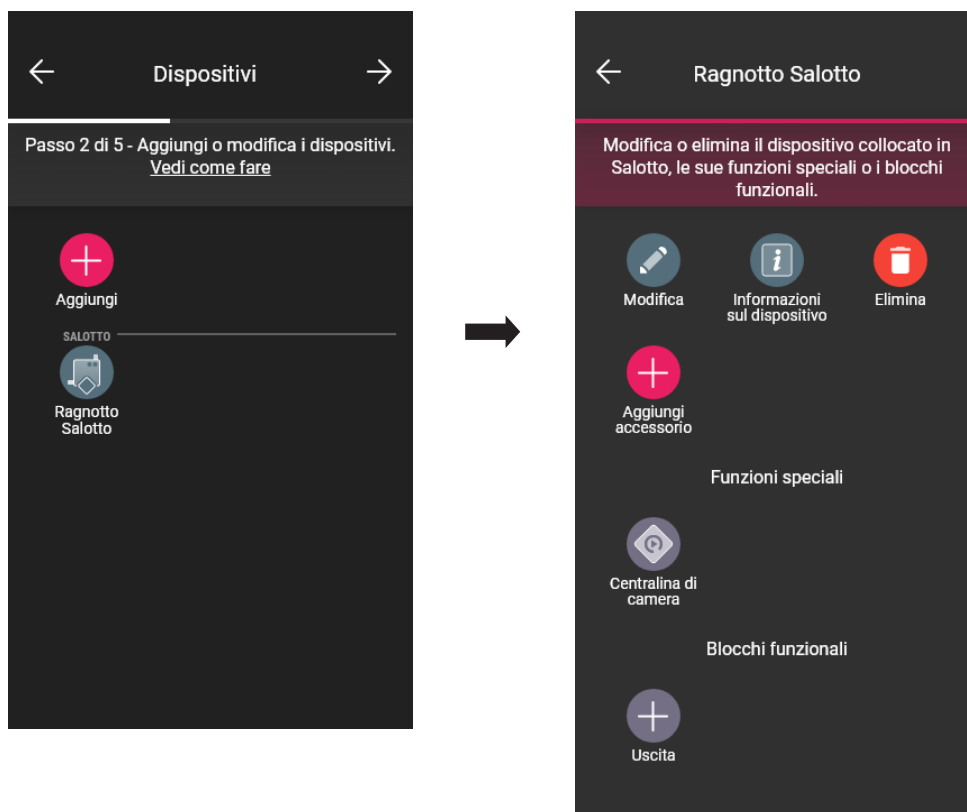 Dispositivi
Passo 2 di 5 - Aggiungi o modifica i dispositivi.
Vedi come fare
Aggiungi
SALOTTO
Ragnotto
Salotto
Ragnotto Salotto
Modifica o elimina il dispositivo collocato in
Salotto, le sue funzioni speciali o i blocchi
funzionali.
Modifica
Informazioni
sul dispositivo
Elimina
Aggiungi
accessorio
Funzioni speciali
Centralina di
camera
Blocchi funzionali
Uscita